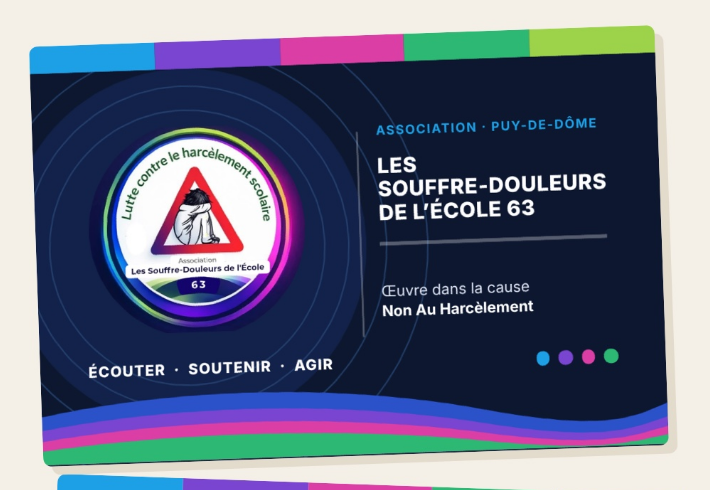 Lutte contre le harcèlement scolaire
Association
Les Souffre-Douleurs de l'École
63
ÉCOUTER · SOUTENIR · AGIR
ASSOCIATION · PUY-DE-DÔME
LES
SOUFFRE-DOULEURS
DE L'ÉCOLE 63
Œuvre dans la cause
Non Au Harcèlement